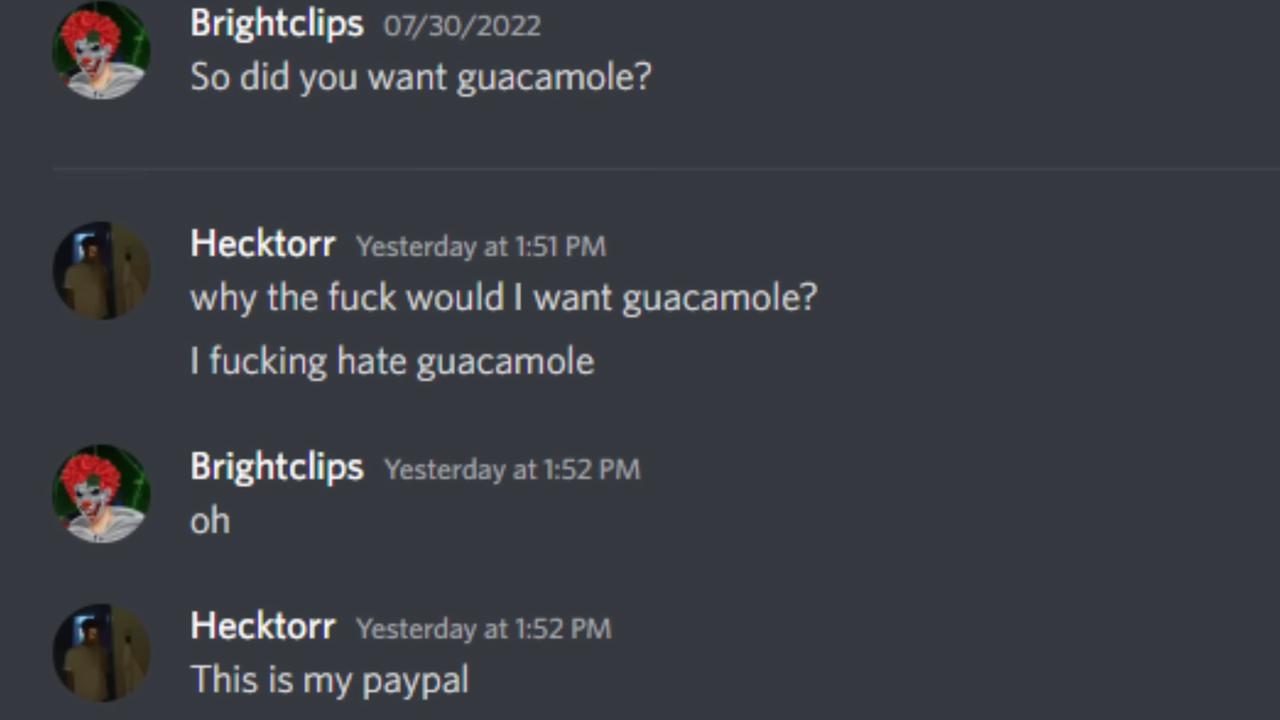 Brightclips 07/30/2022
So did you want guacamole?
Hecktorr Yesterday at 1:51 PM
why the fuck would I want guacamole?
I fucking hate guacamole
Brightclips Yesterday at 1:52 PM
oh
Hecktorr Yesterday at 1:52 PM
This is my paypal